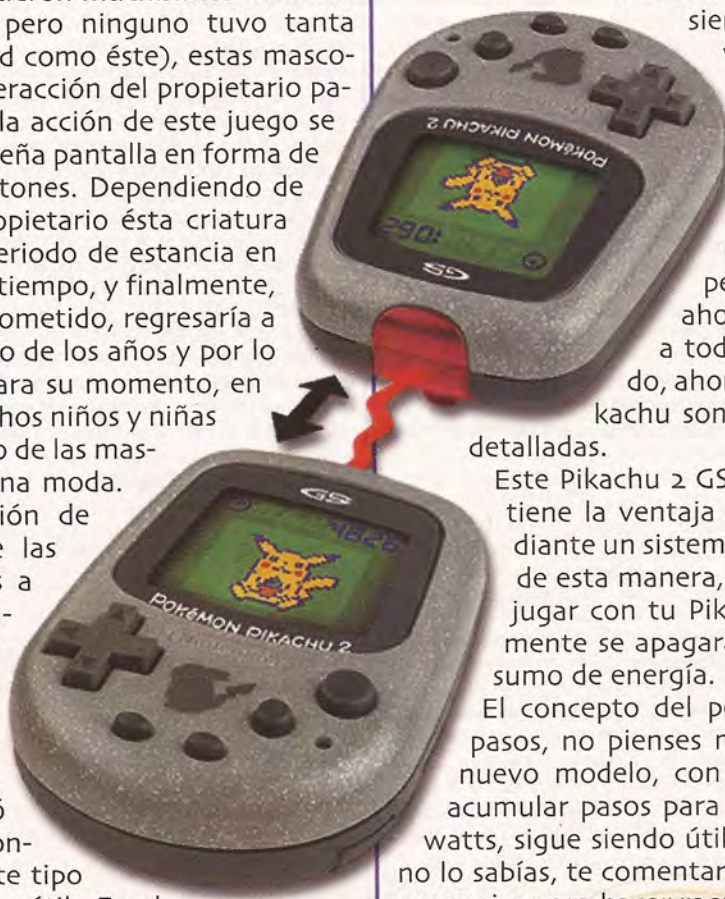 pero ninguno tuvo tanta
d como éste), estas masco-
eracción del propietario pa-
la acción de este juego se
eña pantalla en forma de
tones. Dependiendo de
opietario ésta criatura
eriodo de estancia en
tiempo, y finalmente,
ometido, regresaría a
o de los años y por lo
ara su momento, en
hos niños y niñas
o de las mas-
na moda.
ión de
e las
s a
-
ó
on-
te tipo
POKéMON PIKACHU 2
290:
GS
GS
4826
POKéMON PIKACHU 2
sien
pe
aho
a tod
do, ahor
kachu son
detalladas.
Este Pikachu 2 GS
tiene la ventaja
diante un sistem
de esta manera,
jugar con tu Pik
mente se apagar
sumo de energía.
El concepto del p
pasos, no pienses n
nuevo modelo, con
acumular pasos para
watts, sigue siendo útil
no lo sabías, te comentar